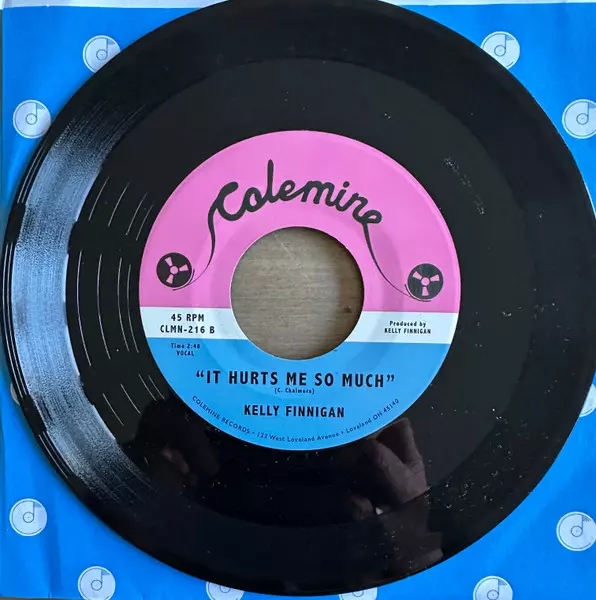 Colemine
45 RPM
CLMN-216 B
Produced by
KELLY FINNIGAN
Time 2:48
VOCAL
"IT HURTS ME SO MUCH"
(C. Chalmers)
KELLY FINNIGAN
COLEMINE RECORDS • 122 West Loveland Avenue • Loveland OH 45140